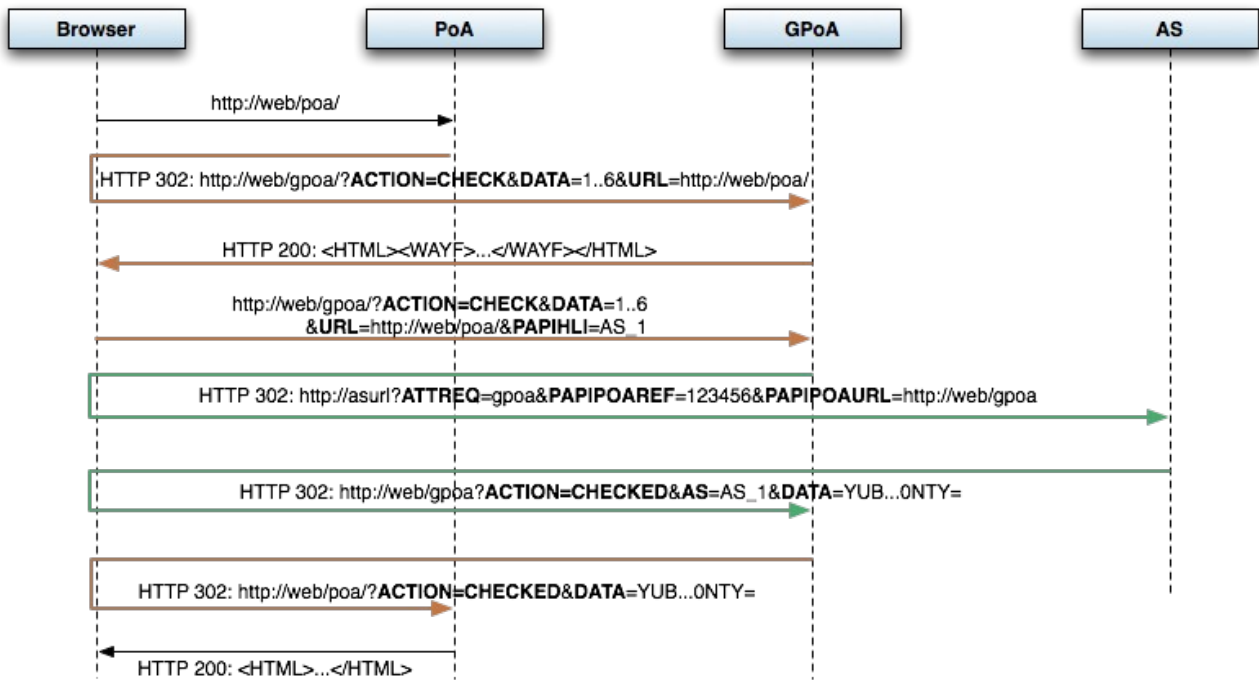 Browser
PoA
GPoA
AS
http://web/poa/
HTTP 302: http://web/gpoa/?ACTION=CHECK&DATA=1..6&URL=http://web/poa/
HTTP 200: <HTML><WAYF>...</WAYF></HTML>
http://web/gpoa/?ACTION=CHECK&DATA=1..6
&URL=http://web/poa/&PAPIHLI=AS_1
HTTP 302: http://asurl?ATTREQ=gpoa&PAPIPOAREF=123456&PAPIPOAURL=http://web/gpoa
HTTP 302: http://web/gpoa?ACTION=CHECKED&AS=AS_1&DATA=YUB...0NTY=
HTTP 302: http://web/poa/?ACTION=CHECKED&DATA=YUB...0NTY=
HTTP 200: <HTML>...</HTML>